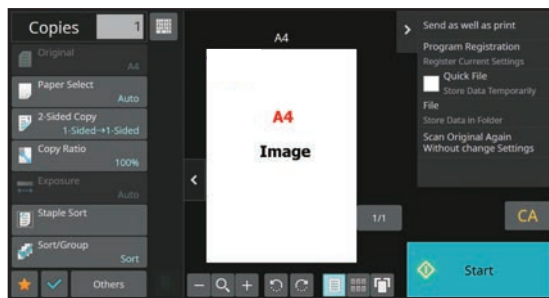 Copies 1
Original
A4
Paper Select
Auto
2-Sided Copy
1-Sided→1-Sided
Copy Ratio
100%
Exposure
Auto
Staple Sort
Sort/Group
Sort
Others
A4
A4
Image
1/1
Send as well as print
Program Registration
Register Current Settings
Quick File
Store Data Temporarily
File
Store Data in Folder
Scan Original Again
Without change Settings
CA
Start